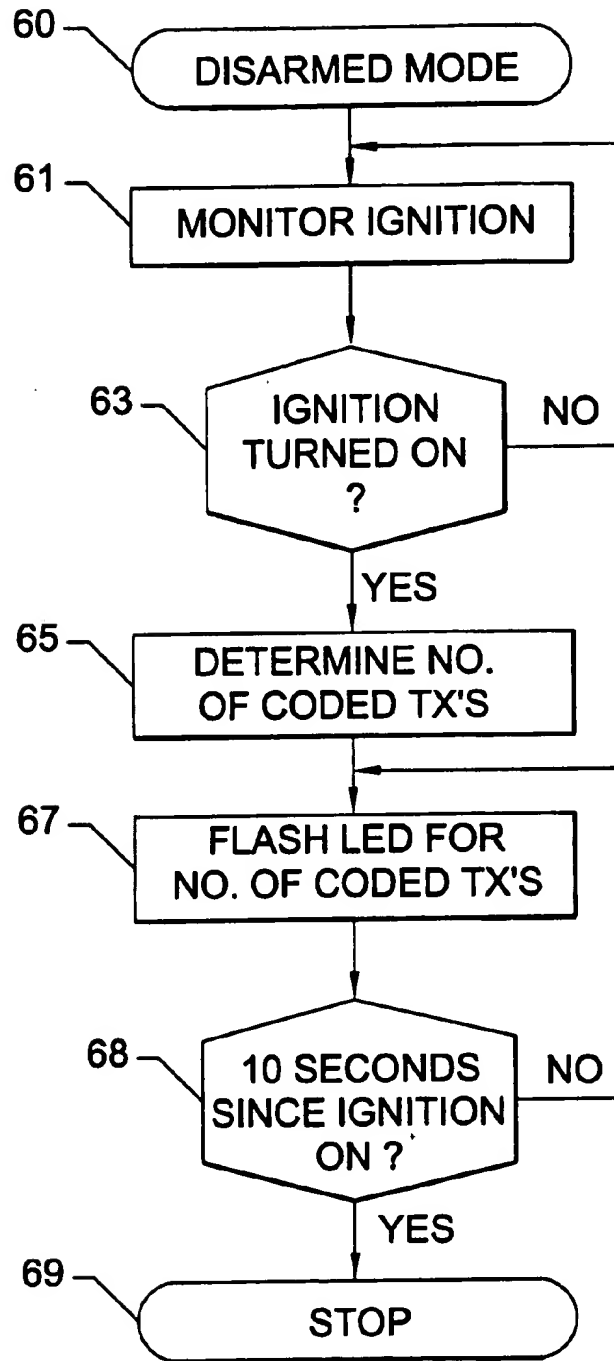 60
DISARMED MODE
61
MONITOR IGNITION
63
IGNITION
TURNED ON
?
NO
YES
65
DETERMINE NO.
OF CODED TX'S
67
FLASH LED FOR
NO. OF CODED TX'S
68
10 SECONDS
SINCE IGNITION
ON ?
NO
YES
69
STOP